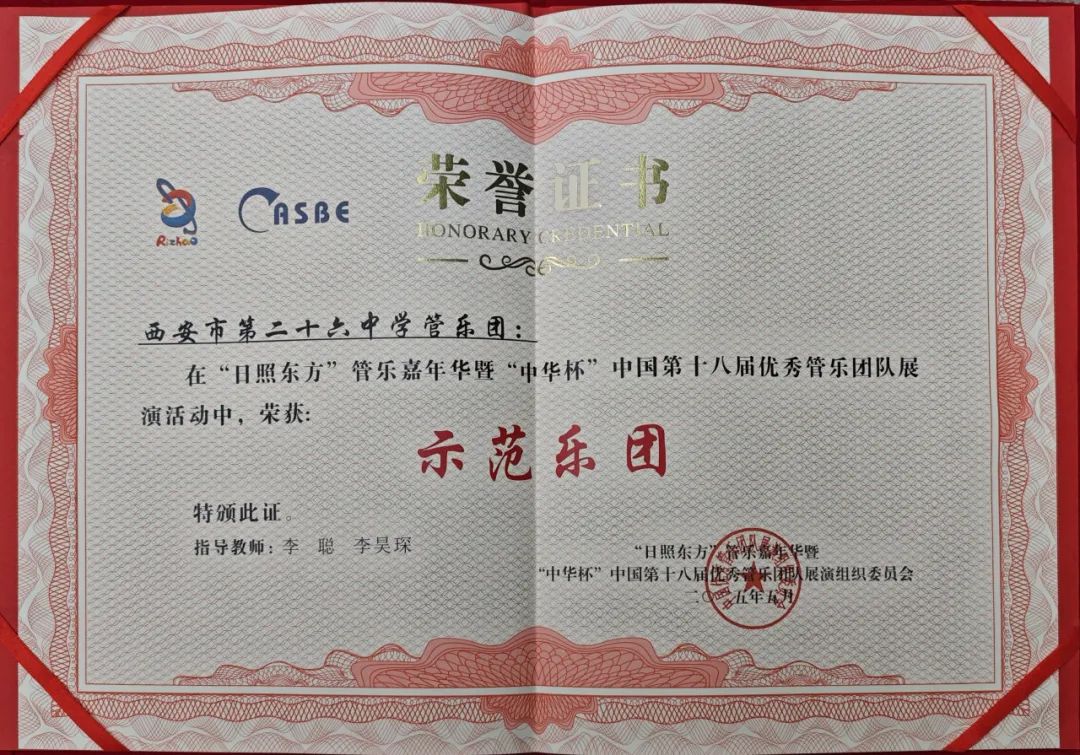 Rizhao
CASBE
荣誉证书
HONORARY CREDENTIAL
西安市第二十六中学管乐团：
在“日照东方”管乐嘉年华暨“中华杯”中国第十八届优秀管乐团队展
演活动中，荣获：
示范乐团
特颁此证。
指导教师：李 聪 李昊琛
“日照东方”管乐嘉年华暨
“中华杯”中国第十八届优秀管乐团队展演组织委员会
二〇二五年五月